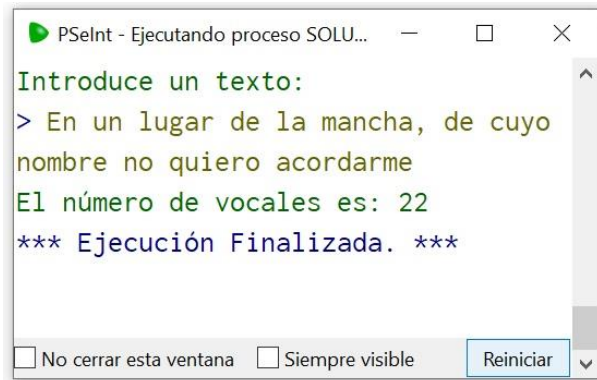 PSeInt - Ejecutando proceso SOLU...
Introduce un texto:
> En un lugar de la mancha, de cuyo
nombre no quiero acordarme
El número de vocales es: 22
*** Ejecución Finalizada. ***
No cerrar esta ventana Siempre visible Reiniciar